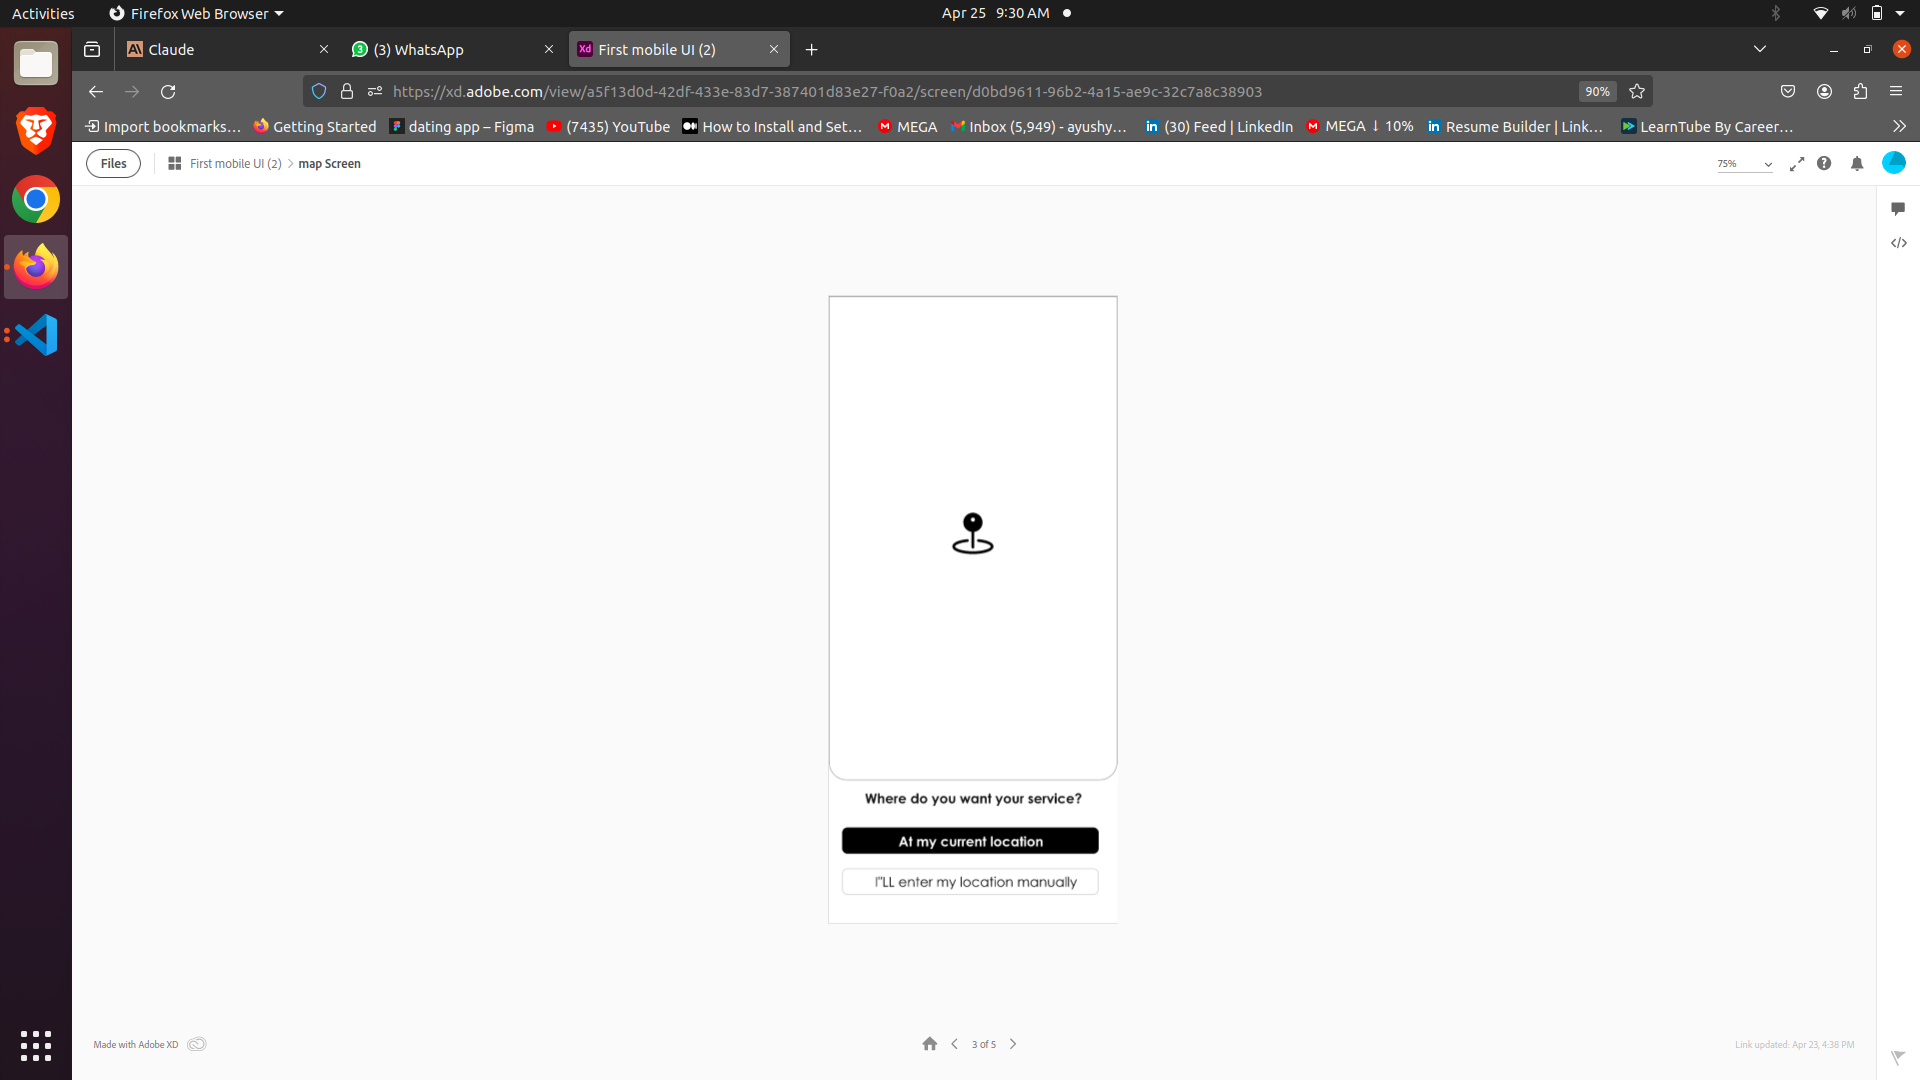 Activities
Firefox Web Browser
Apr 25 9:30 AM
Claude
3
(3) WhatsApp
Xd
First mobile UI (2)
https://xd.adobe.com/view/a5f13d0d-42df-433e-83d7-387401d83e27-f0a2/screen/d0bd9611-96b2-4a15-ae9c-32c7a8c38903
90%
Import bookmarks…
Getting Started
dating app – Figma
(7435) YouTube
How to Install and Set…
MEGA
Inbox (5,949) - ayushy…
(30) Feed | LinkedIn
MEGA ↓ 10%
Resume Builder | Link…
LearnTube By Career…
Files
First mobile UI (2) > map Screen
75%
Where do you want your service?
At my current location
I"LL enter my location manually
Made with Adobe XD
3 of 5
Link updated: Apr 23, 4:38 PM